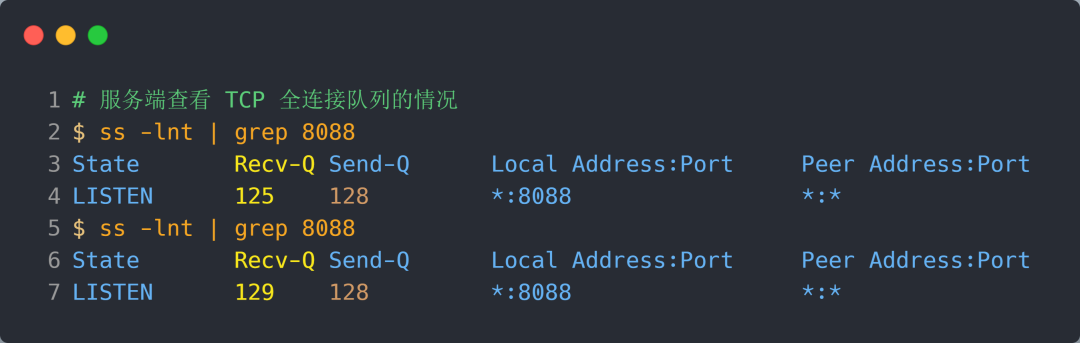 1 # 服务端查看 TCP 全连接队列的情况
2 $ ss -lnt | grep 8088
3 State Recv-Q Send-Q Local Address:Port Peer Address:Port
4 LISTEN 125 128 *:8088 *:*
5 $ ss -lnt | grep 8088
6 State Recv-Q Send-Q Local Address:Port Peer Address:Port
7 LISTEN 129 128 *:8088 *:*